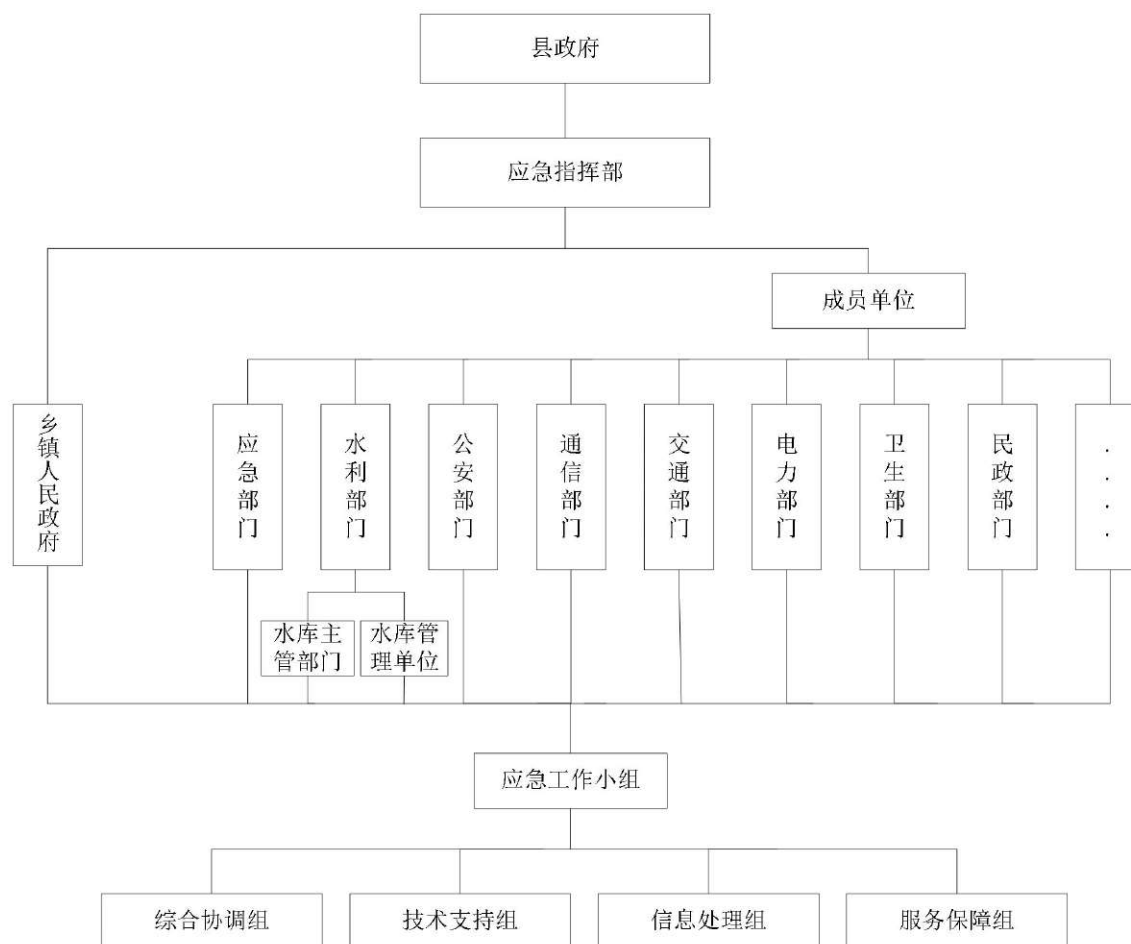 县政府
应急指挥部
成员单位
乡镇人民政府
应急部门
水利部门
公安部门
通信部门
交通部门
电力部门
卫生部门
民政部门
....
水库主
管部门
水库管
理单位
应急工作小组
综合协调组
技术支持组
信息处理组
服务保障组